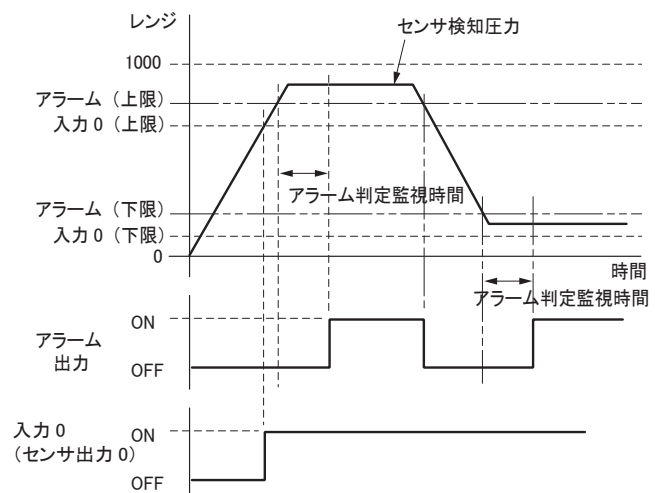 レンジ
センサ検知圧力
1000
アラーム（上限）
入力 0（上限）
アラーム判定監視時間
アラーム（下限）
入力 0（下限）
0
時間
アラーム判定監視時間
アラーム
出力
ON
OFF
入力 0
（センサ出力 0）
ON
OFF